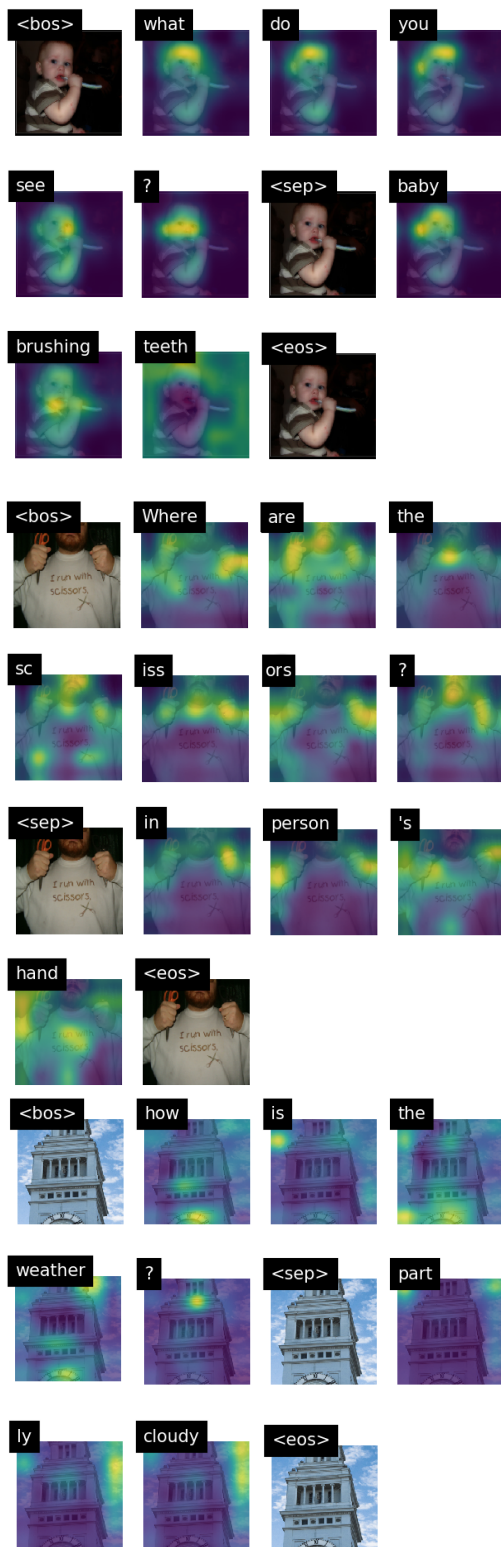 <bos> what do you
see ? <sep> baby
brushing teeth <eos>
<bos> Where are the
I run with
scissors.
sc iss ors ?
<sep> in person 's
hand <eos>
<bos> how is the
weather ? <sep> part
ly cloudy <eos>